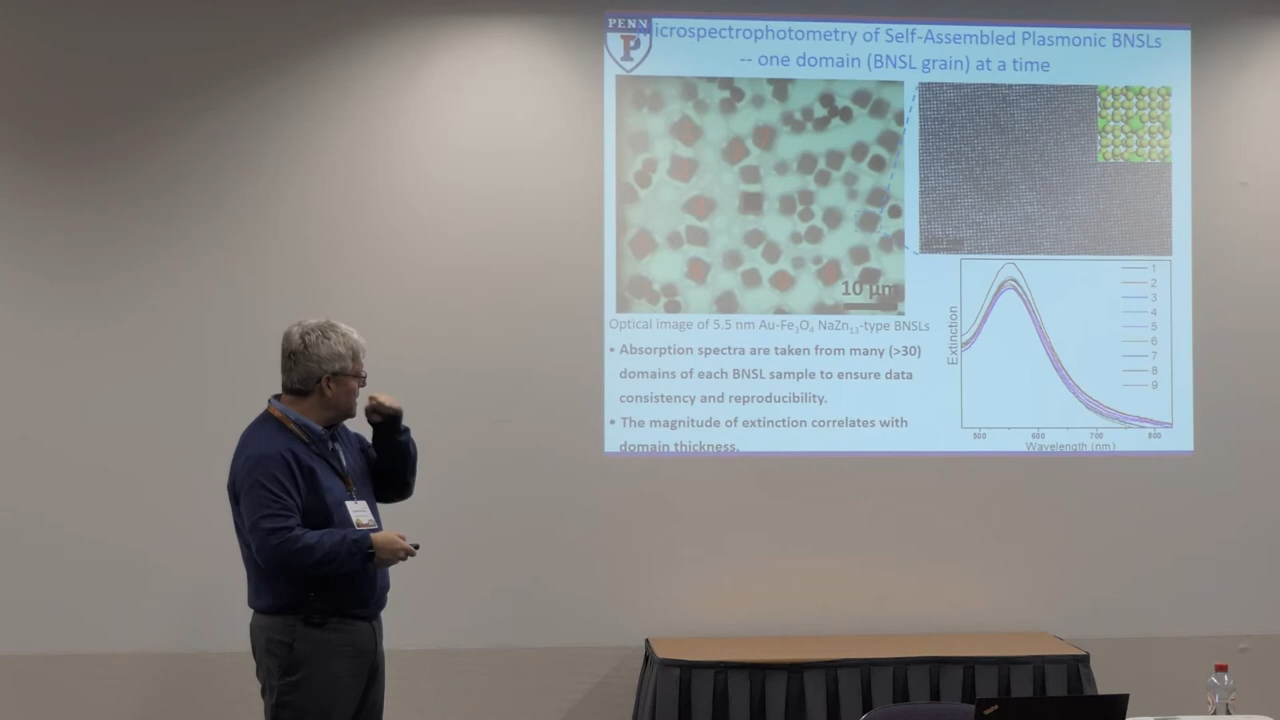 PENN
P
Microspectrophotometry of Self-Assembled Plasmonic BNSLs
-- one domain (BNSL grain) at a time
10 µm
Optical image of 5.5 nm Au-Fe₃O₄ NaZn₁₃-type BNSLs
• Absorption spectra are taken from many (>30)
domains of each BNSL sample to ensure data
consistency and reproducibility.
• The magnitude of extinction correlates with
domain thickness.
Extinction
1
2
3
4
5
6
7
8
9
500 600 700 800
Wavelength (nm)